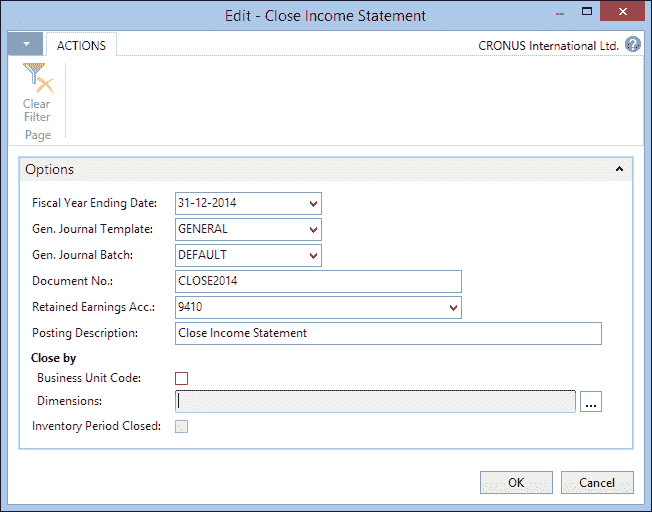 Edit - Close Income Statement
ACTIONS
CRONUS International Ltd.
?
Clear
Filter
Page
Options
Fiscal Year Ending Date: 31-12-2014
Gen. Journal Template: GENERAL
Gen. Journal Batch: DEFAULT
Document No.: CLOSE2014
Retained Earnings Acc.: 9410
Posting Description: Close Income Statement
Close by
Business Unit Code:
Dimensions: ...
Inventory Period Closed:
OK Cancel